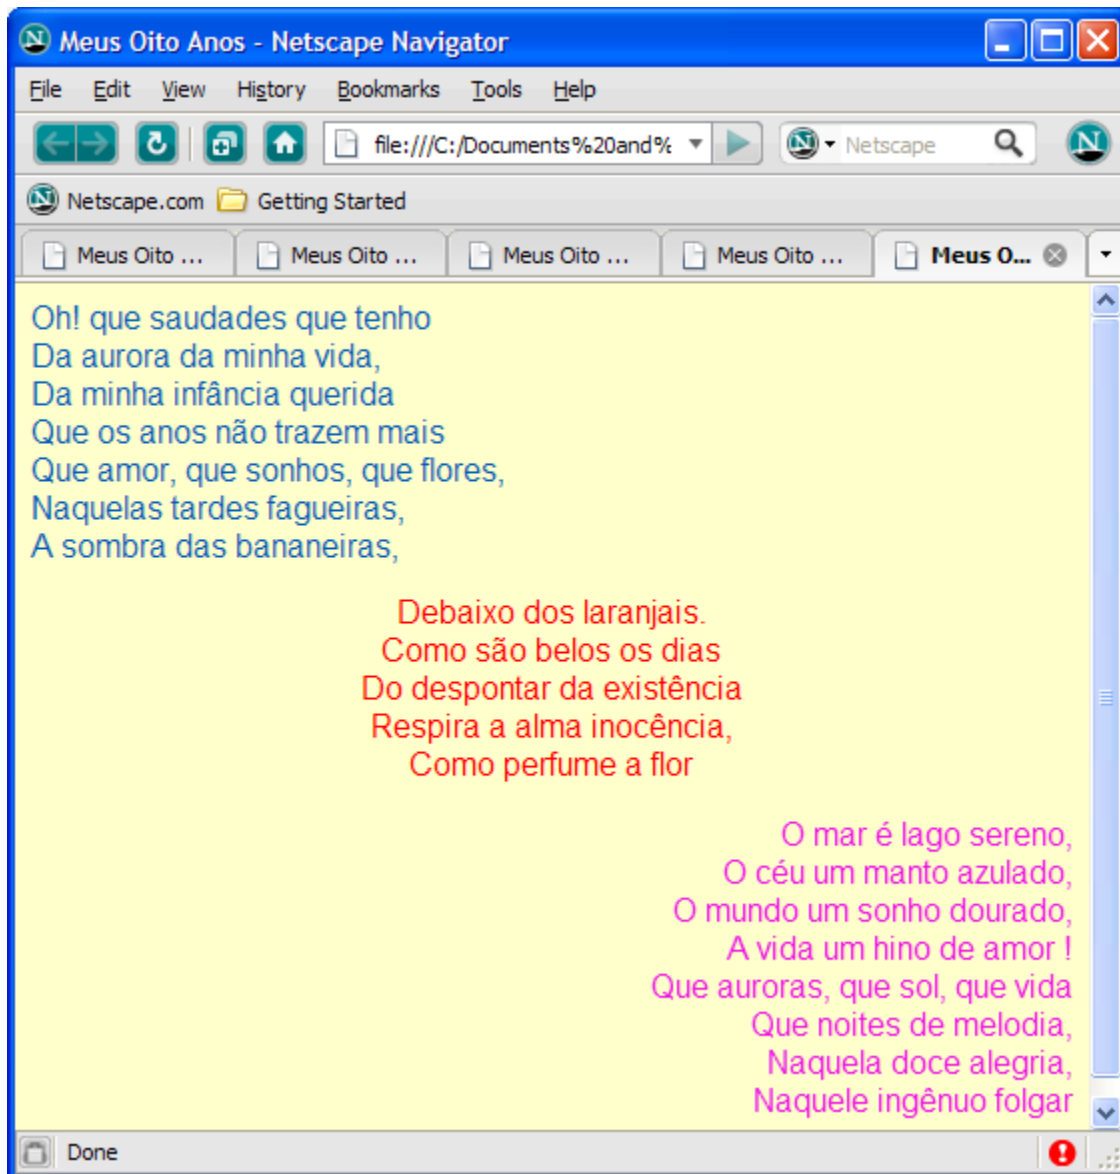 Meus Oito Anos - Netscape Navigator
File Edit View History Bookmarks Tools Help
file:///C:/Documents%20and% Netscape
Netscape.com Getting Started
Meus Oito ... Meus Oito ... Meus Oito ... Meus Oito ... Meus O...
Oh! que saudades que tenho
Da aurora da minha vida,
Da minha infância querida
Que os anos não trazem mais
Que amor, que sonhos, que flores,
Naquelas tardes fagueiras,
A sombra das bananeiras,
Debaixo dos laranjais.
Como são belos os dias
Do despontar da existência
Respira a alma inocência,
Como perfume a flor
O mar é lago sereno,
O céu um manto azulado,
O mundo um sonho dourado,
A vida um hino de amor !
Que auroras, que sol, que vida
Que noites de melodia,
Naquela doce alegria,
Naquele ingênuo folgar
Done